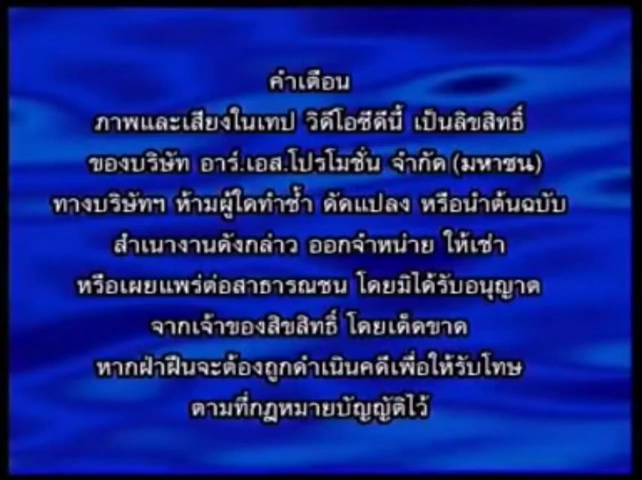 คำเตือน
ภาพและเสียงในเทป วิดีโอซีดีนี้ เป็นลิขสิทธิ์
ของบริษัท อาร์.เอส.โปรโมชั่น จำกัด (มหาชน)
ทางบริษัทฯ ห้ามผู้ใดทำซ้ำ ดัดแปลง หรือนำต้นฉบับ
สำเนางานดังกล่าว ออกจำหน่าย ให้เช่า
หรือเผยแพร่ต่อสาธารณชน โดยมิได้รับอนุญาต
จากเจ้าของลิขสิทธิ์ โดยเด็ดขาด
หากฝ่าฝืนจะต้องถูกดำเนินคดีเพื่อให้รับโทษ
ตามที่กฎหมายบัญญัติไว้